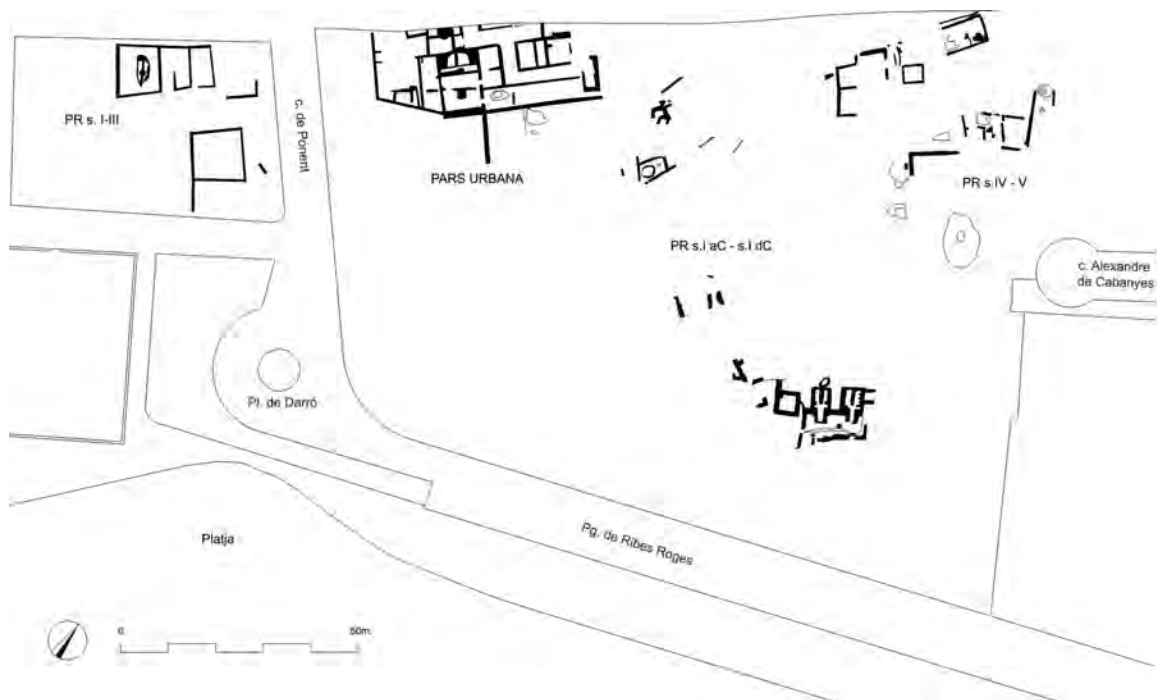 PR s. I-III
c. de Ponent
PARS URBANA
PR s.I aC - s.I dC
PR s IV - V
c. Alexandre
de Cabanyes
Pl. de Darró
Platja
Pg. de Ribes Roges
0
50m.